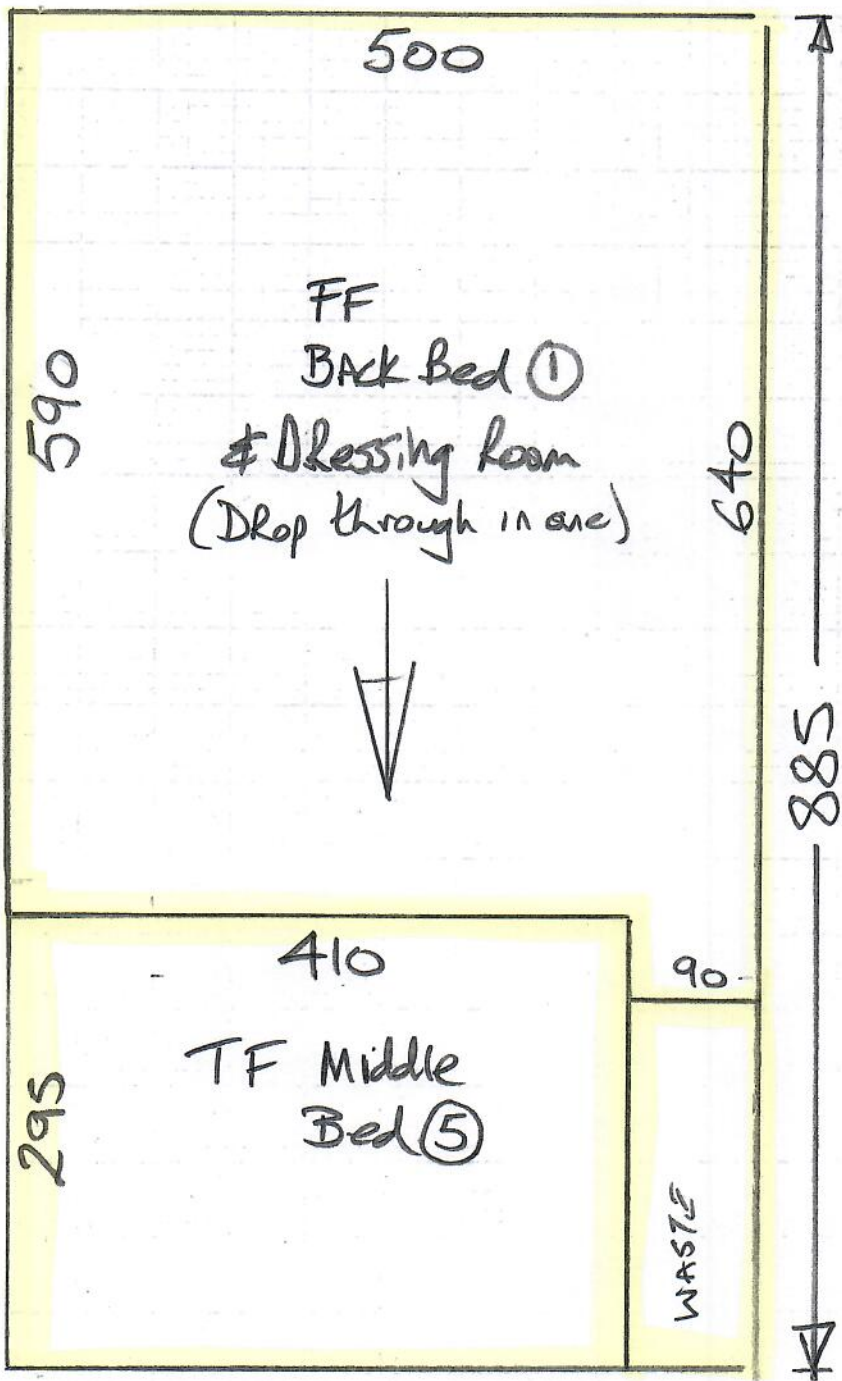 500
FF
BACK Bed ①
& DRessing Room
(DRop through in one)
590
640
885
410
90
TF Middle
Bed ⑤
295
WASTE